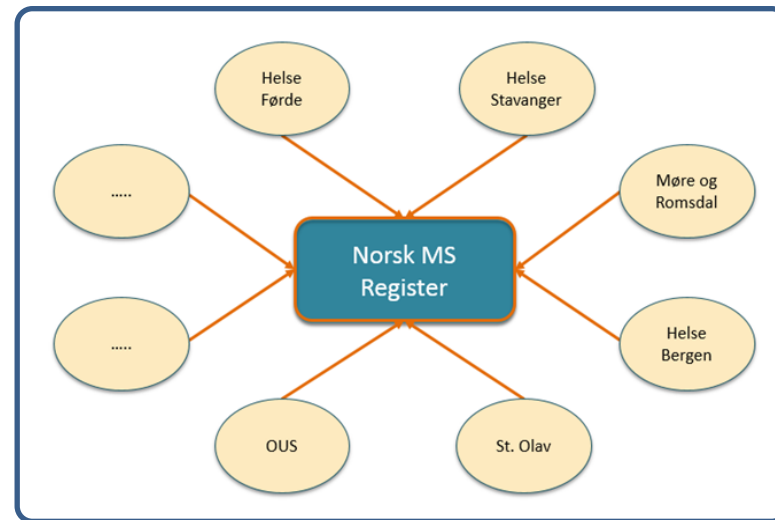 Helse
Førde
Helse
Stavanger
.....
Møre og
Romsdal
Norsk MS
Register
.....
Helse
Bergen
OUS
St. Olav